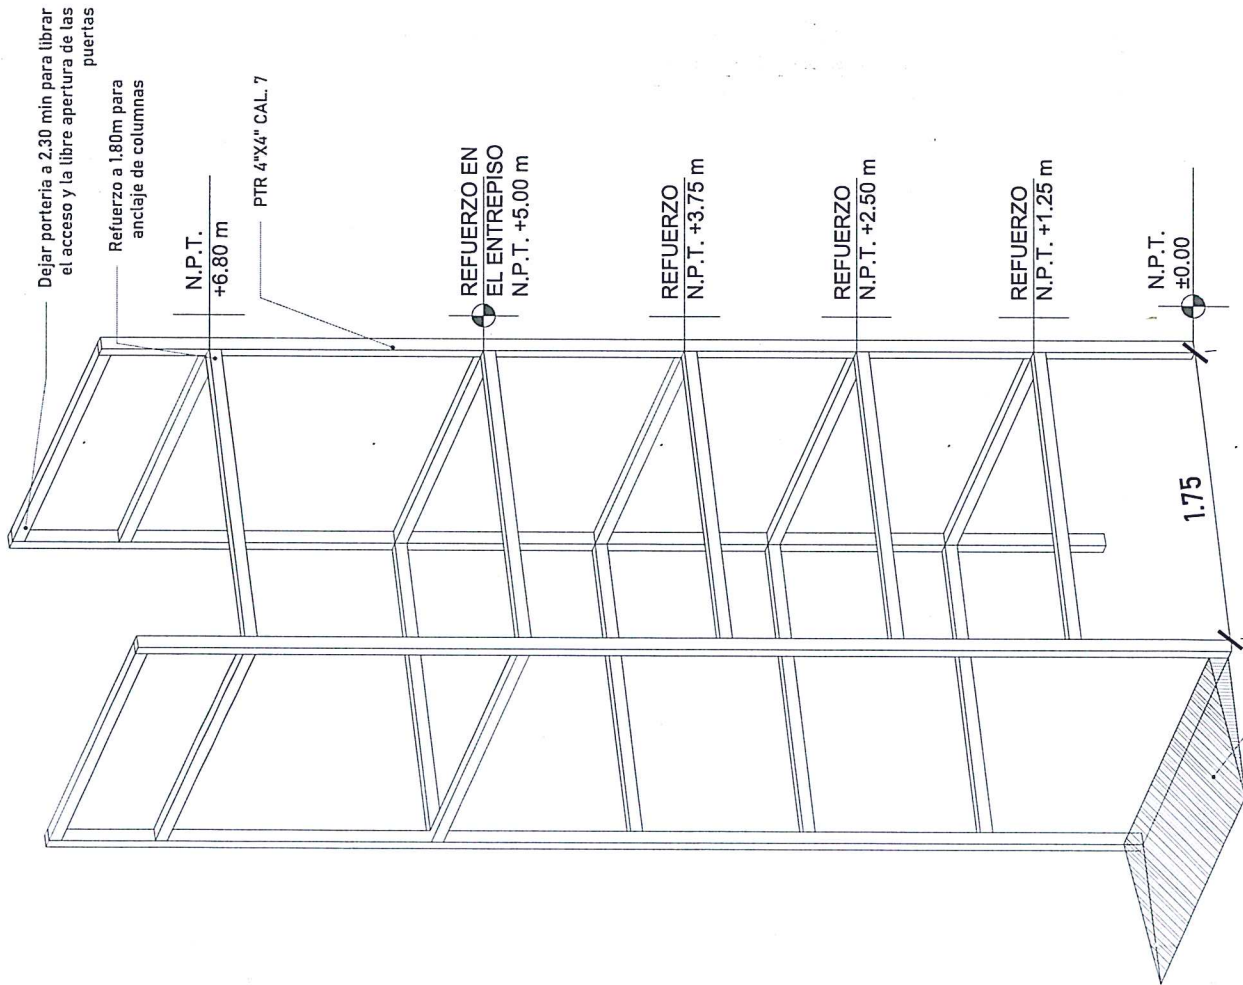 Dejar portería a 2.30 min para librar
el acceso y la libre apertura de las
puertas
Refuerzo a 1.80m para
anclaje de columnas
N.P.T.
+6.80 m
PTR 4"X4" CAL. 7
REFUERZO EN
EL ENTREPISO
N.P.T. +5.00 m
REFUERZO
N.P.T. +3.75 m
REFUERZO
N.P.T. +2.50 m
REFUERZO
N.P.T. +1.25 m
N.P.T.
±0.00
1.75